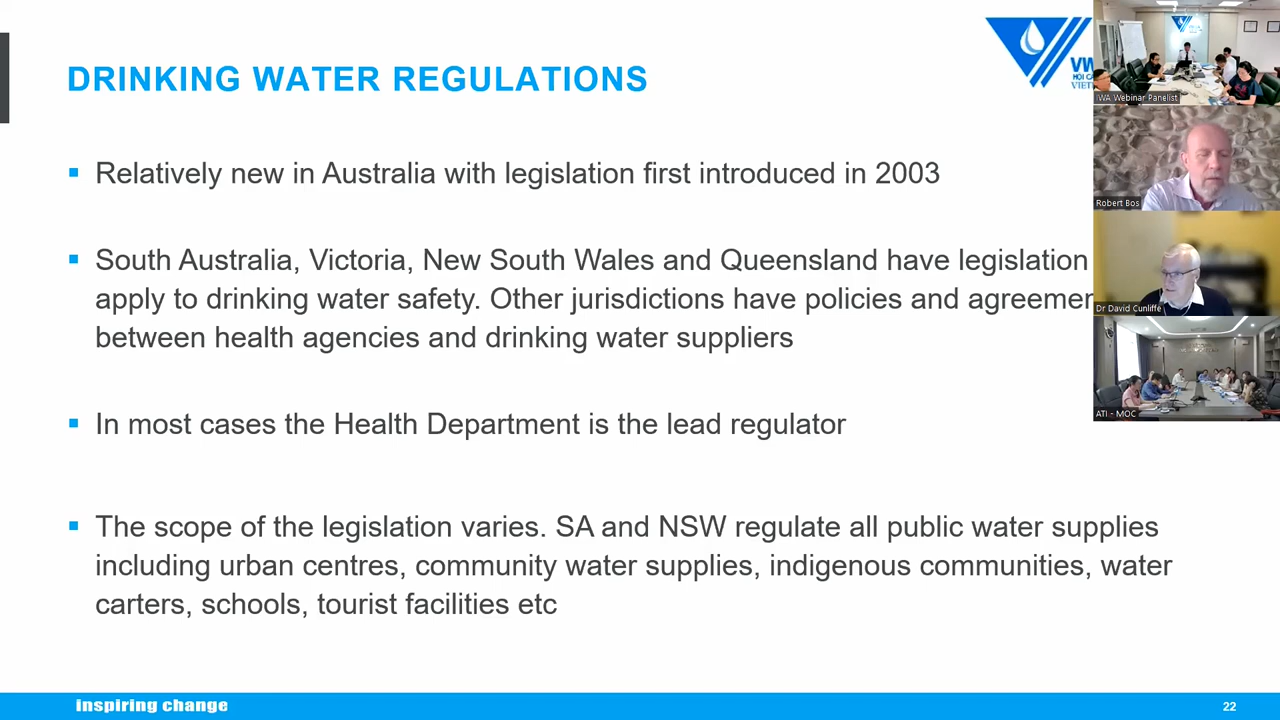 DRINKING WATER REGULATIONS
Relatively new in Australia with legislation first introduced in 2003
South Australia, Victoria, New South Wales and Queensland have legislation
apply to drinking water safety. Other jurisdictions have policies and
between health agencies and drinking water suppliers
In most cases the Health Department is the lead regulator
The scope of the legislation varies. SA and NSW regulate all public water supplies
including urban centres, community water supplies, indigenous communities, water
carters, schools, tourist facilities etc
inspiring change
22
IWA Webinar Panelist
Robert Bos
Dr David Cunliffe
ATI - MOC